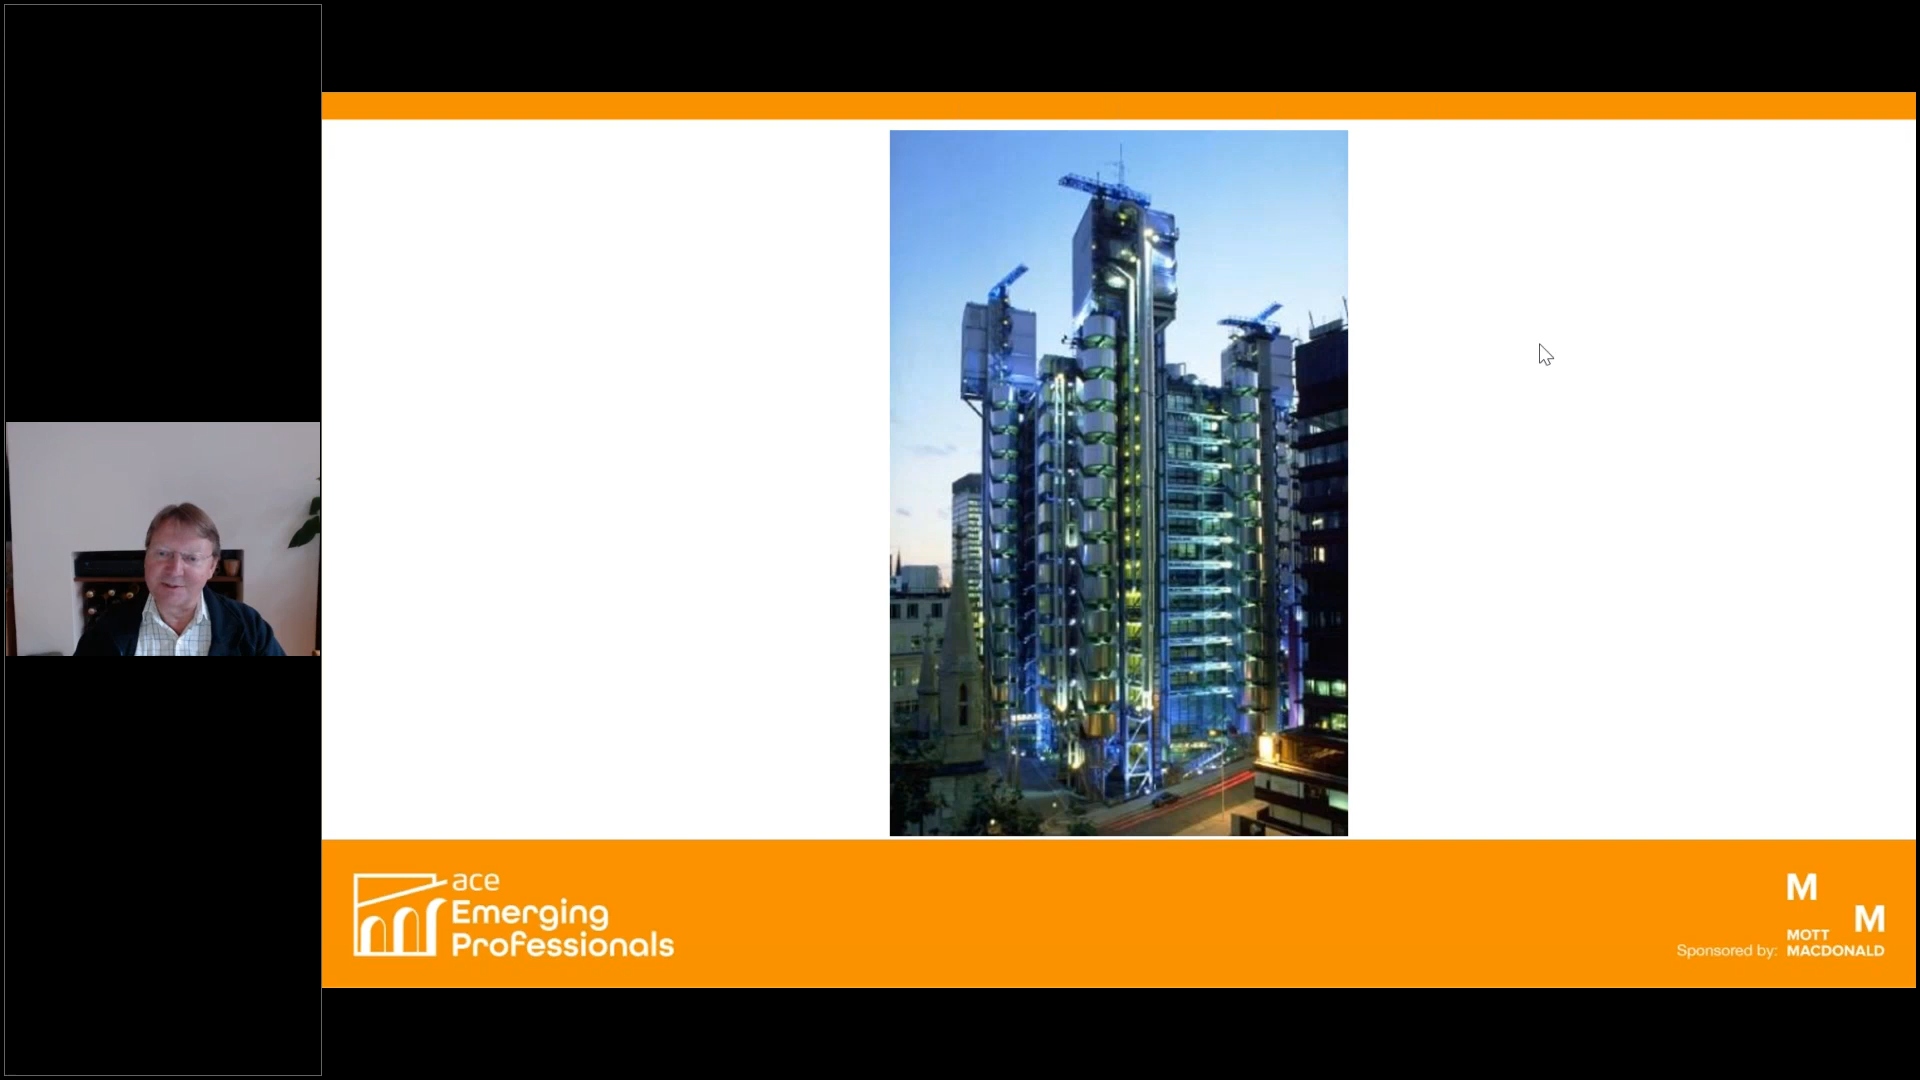 ace
Emerging
Professionals
M
M
MOTT
Sponsored by: MACDONALD